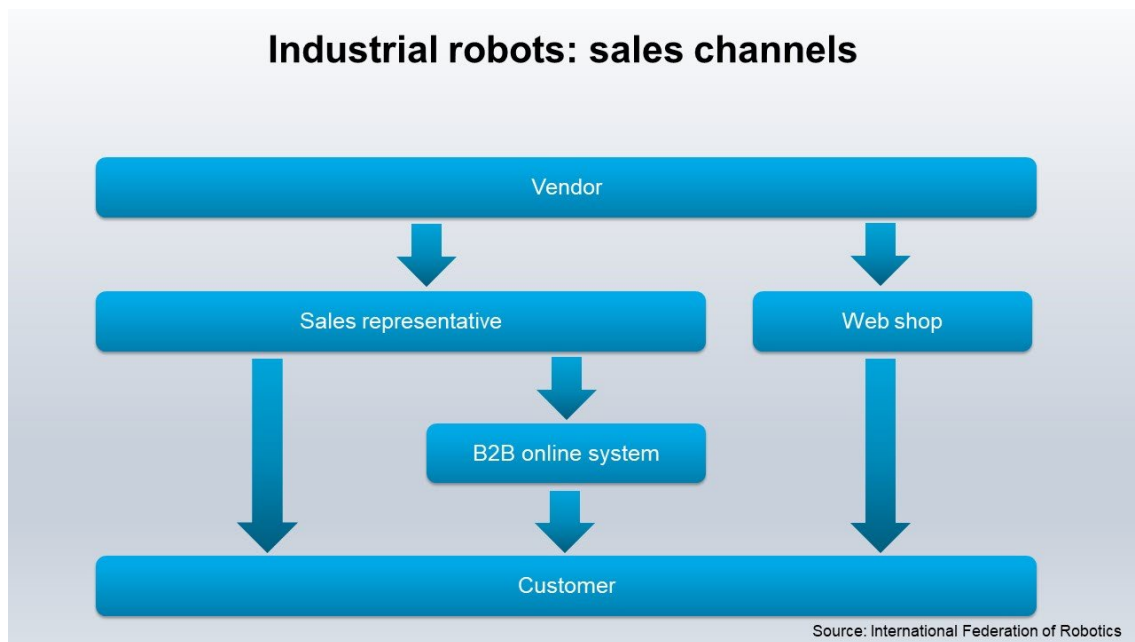 Industrial robots: sales channels
Vendor
Sales representative
Web shop
B2B online system
Customer
Source: International Federation of Robotics